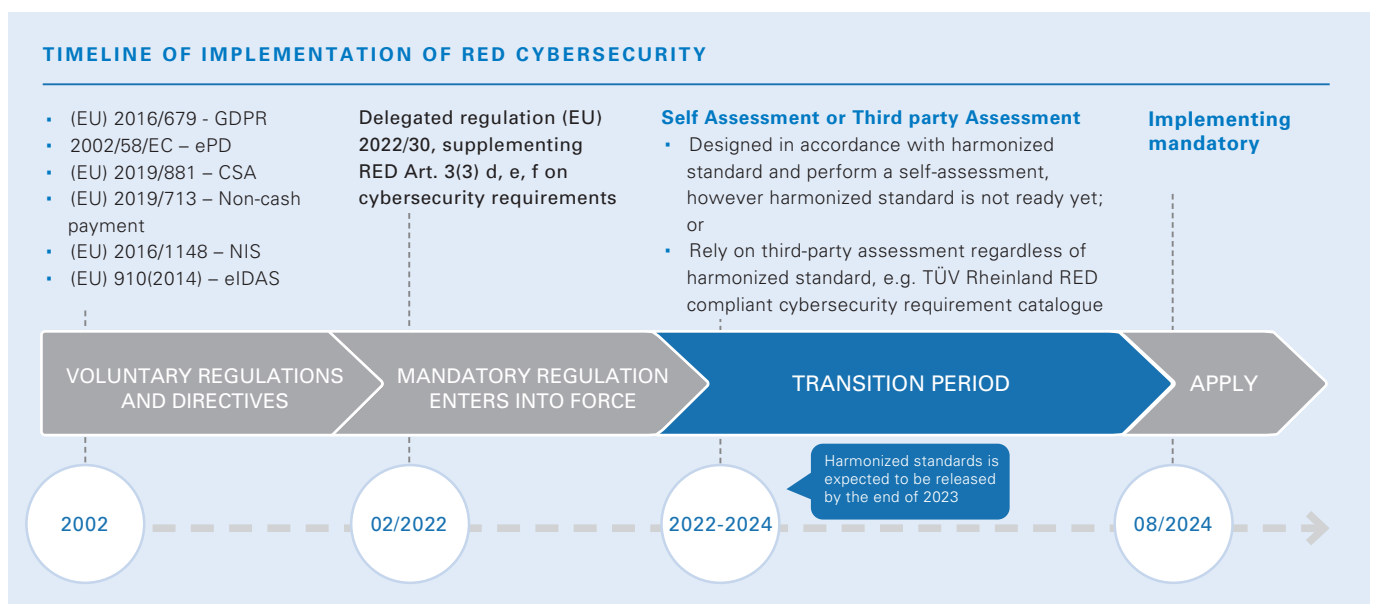 TIMELINE OF IMPLEMENTATION OF RED CYBERSECURITY
▪ (EU) 2016/679 - GDPR
▪ 2002/58/EC – ePD
▪ (EU) 2019/881 – CSA
▪ (EU) 2019/713 – Non-cash
payment
▪ (EU) 2016/1148 – NIS
▪ (EU) 910(2014) – eIDAS
Delegated regulation (EU)
2022/30, supplementing
RED Art. 3(3) d, e, f on
cybersecurity requirements
Self Assessment or Third party Assessment
▪ Designed in accordance with harmonized
standard and perform a self-assessment,
however harmonized standard is not ready yet;
or
▪ Rely on third-party assessment regardless of
harmonized standard, e.g. TÜV Rheinland RED
compliant cybersecurity requirement catalogue
Implementing
mandatory
VOLUNTARY REGULATIONS
AND DIRECTIVES
MANDATORY REGULATION
ENTERS INTO FORCE
TRANSITION PERIOD
APPLY
Harmonized standards is
expected to be released
by the end of 2023
2002
02/2022
2022-2024
08/2024